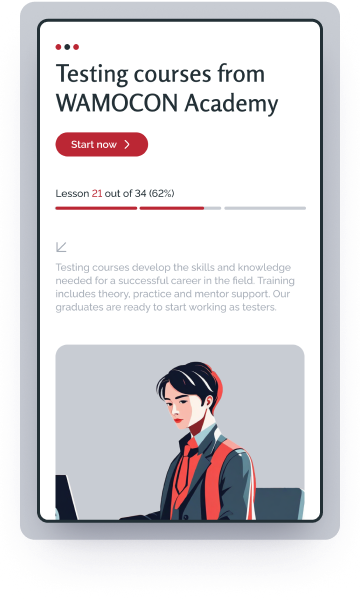 Testing courses from
WAMOCON Academy
Start now
Lesson 21 out of 34 (62%)
Testing courses develop the skills and knowledge
needed for a successful career in the field. Training
includes theory, practice and mentor support. Our
graduates are ready to start working as testers.